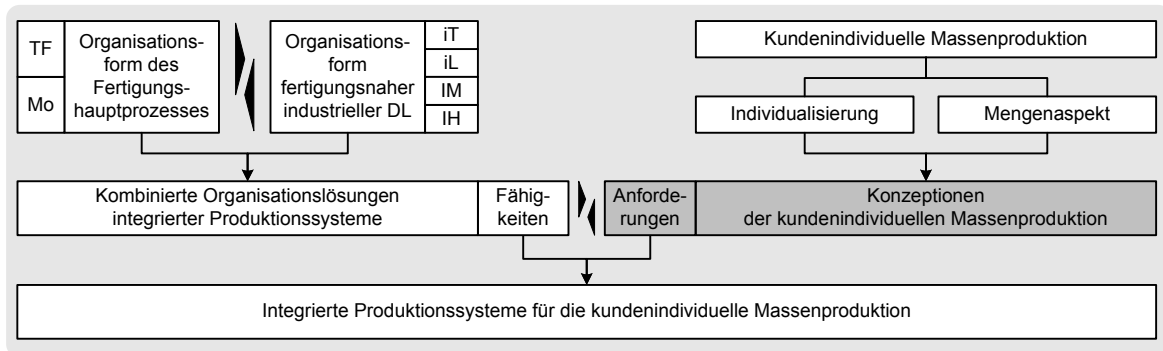 TF
Mo
Organisations-
form des
Fertigungs-
hauptprozesses
Organisations-
form
fertigungsnaher
industrieller DL
iT
iL
IM
IH
Kundenindividuelle Massenproduktion
Individualisierung
Mengenaspekt
Kombinierte Organisationslösungen
integrierter Produktionssysteme
Fähig-
keiten
Anforde-
rungen
Konzeptionen
der kundenindividuellen Massenproduktion
Integrierte Produktionssysteme für die kundenindividuelle Massenproduktion